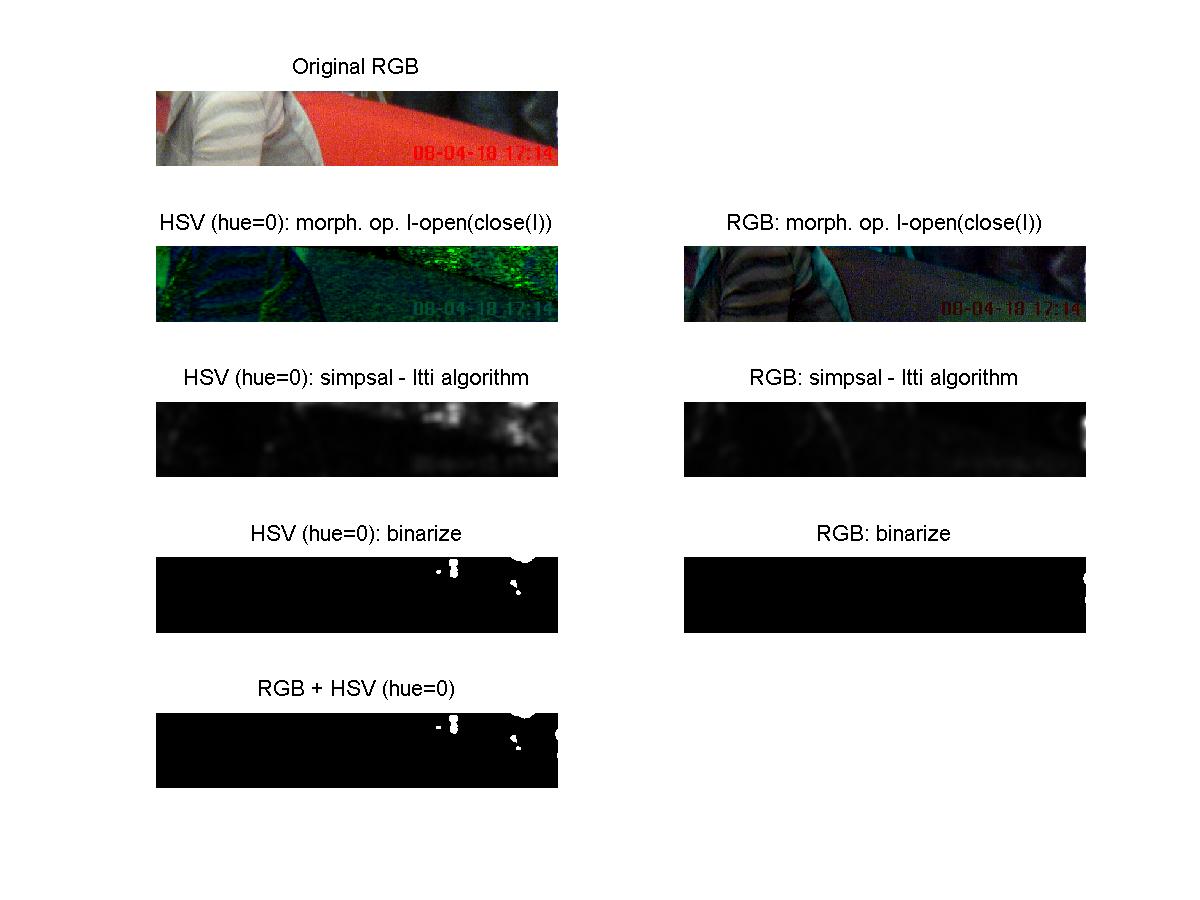 Original RGB
08-04-18 17:14
HSV (hue=0): morph. op. I-open(close(I))
RGB: morph. op. I-open(close(I))
08-04-18 17:14
08-04-18 17:14
HSV (hue=0): simpsal - Itti algorithm
RGB: simpsal - Itti algorithm
HSV (hue=0): binarize
RGB: binarize
RGB + HSV (hue=0)